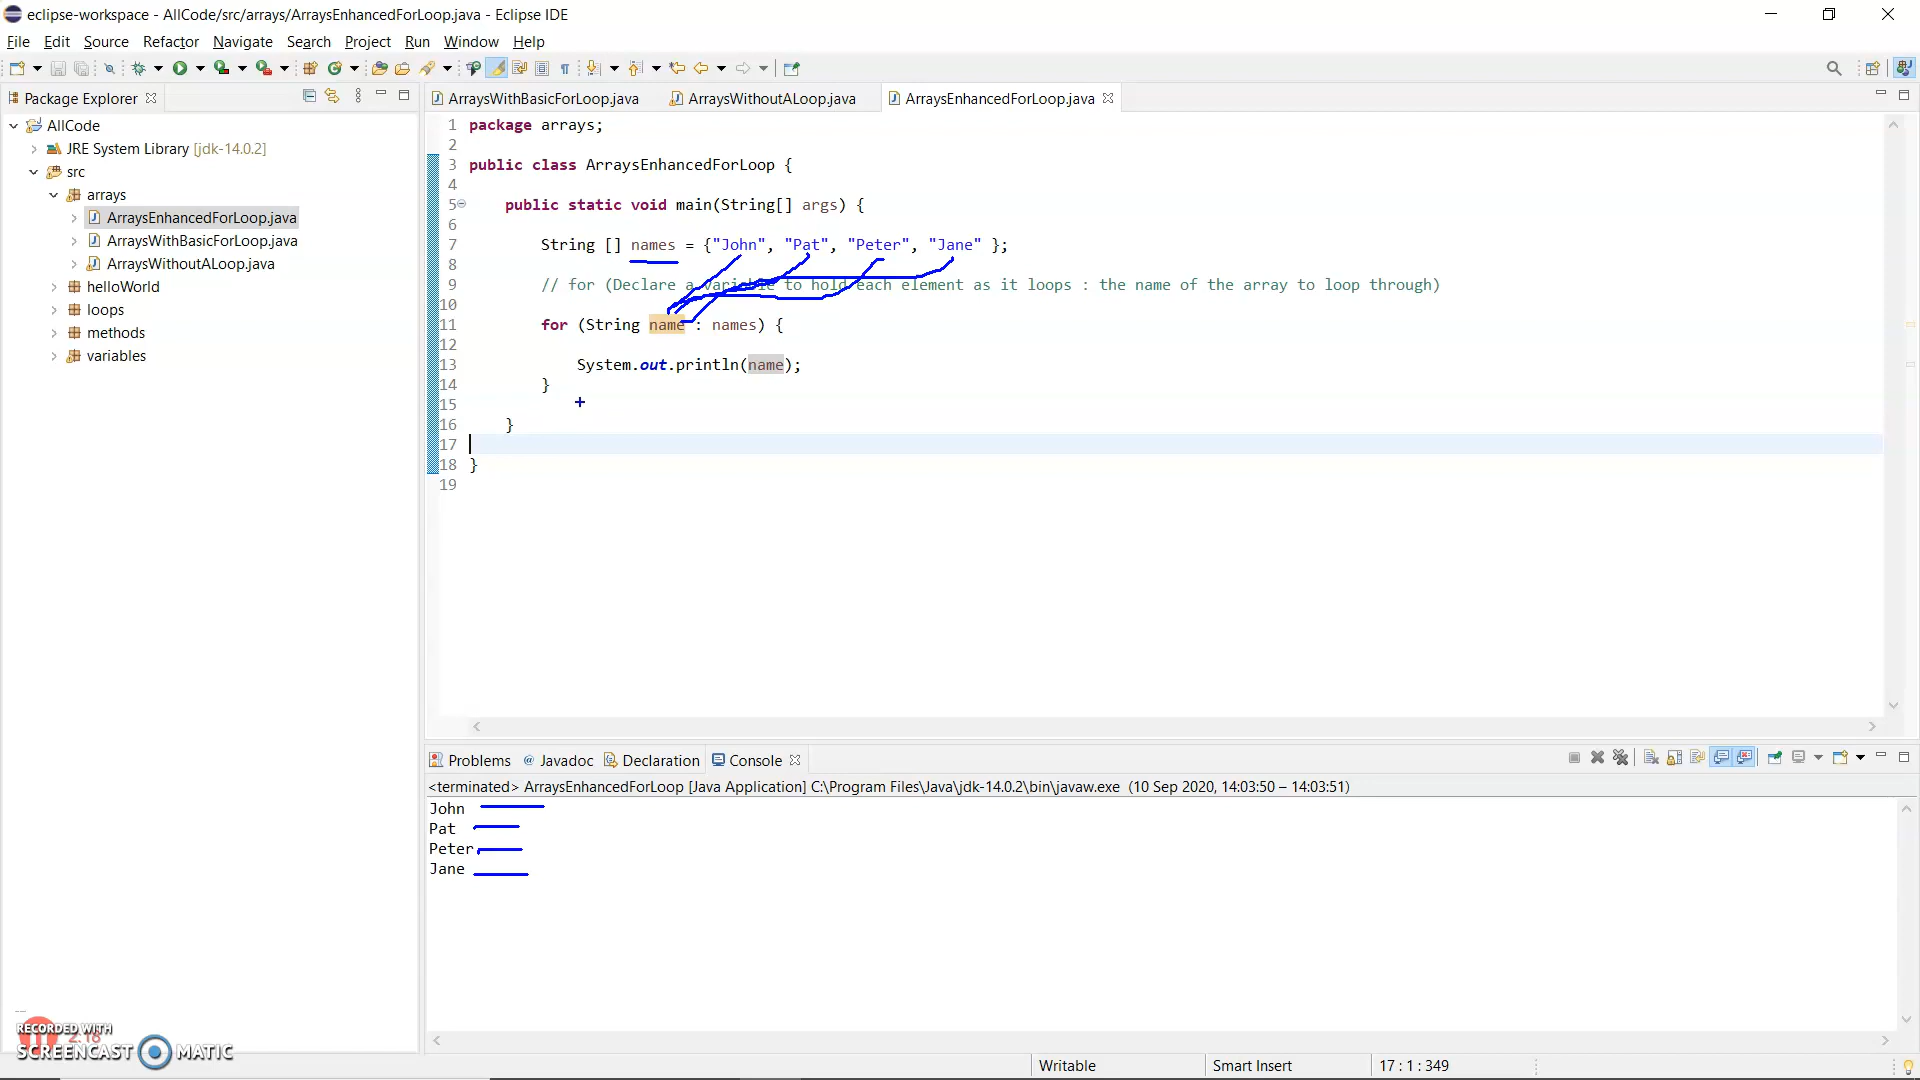 eclipse-workspace - AllCode/src/arrays/ArraysEnhancedForLoop.java - Eclipse IDE
File Edit Source Refactor Navigate Search Project Run Window Help
Package Explorer
AllCode
JRE System Library [jdk-14.0.2]
src
arrays
ArraysEnhancedForLoop.java
ArraysWithBasicForLoop.java
ArraysWithoutALoop.java
helloWorld
loops
methods
variables
ArraysWithBasicForLoop.java ArraysWithoutALoop.java ArraysEnhancedForLoop.java
1 package arrays;
2
3 public class ArraysEnhancedForLoop {
4
5 public static void main(String[] args) {
6
7 String [] names = {"John", "Pat", "Peter", "Jane" };
8
9 // for (Declare a variable to hold each element as it loops : the name of the array to loop through)
10
11 for (String name : names) {
12
13 System.out.println(name);
14 }
15
16 }
17
18 }
19
Problems Javadoc Declaration Console
<terminated> ArraysEnhancedForLoop [Java Application] C:\Program Files\Java\jdk-14.0.2\bin\javaw.exe (10 Sep 2020, 14:03:50 – 14:03:51)
John
Pat
Peter
Jane
RECORDED WITH
SCREENCAST MATIC
2:18
Writable Smart Insert 17 : 1 : 349